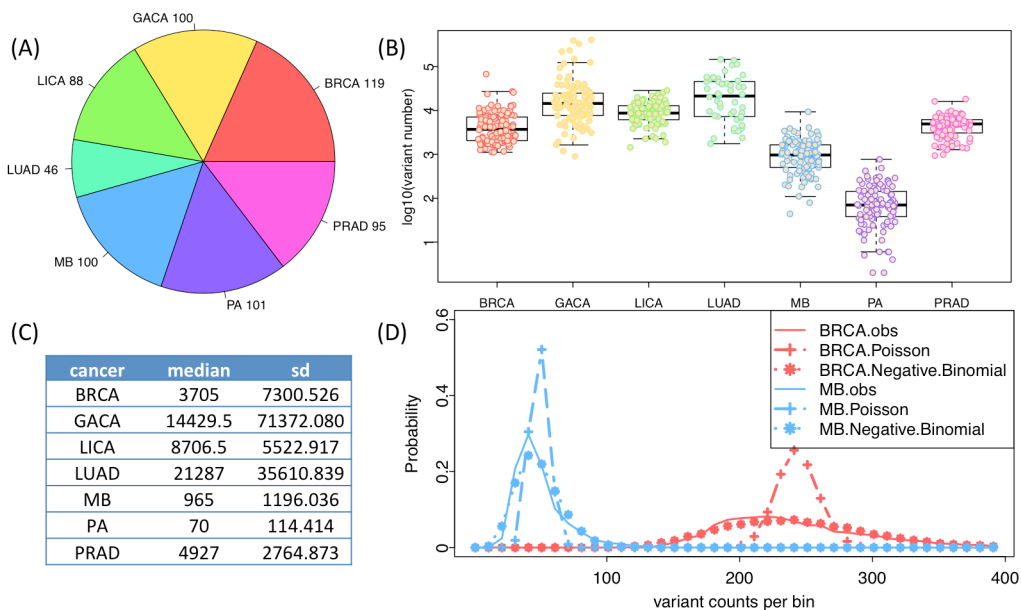 (A)
GACA 100
BRCA 119
LICA 88
LUAD 46
MB 100
PA 101
PRAD 95
(B)
log10(variant number)
5
4
3
2
1
BRCA GACA LICA LUAD MB PA PRAD
(C)
cancer median sd
BRCA 3705 7300.526
GACA 14429.5 71372.080
LICA 8706.5 5522.917
LUAD 21287 35610.839
MB 965 1196.036
PA 70 114.414
PRAD 4927 2764.873
(D)
BRCA.obs
BRCA.Poisson
BRCA.Negative.Binomial
MB.obs
MB.Poisson
MB.Negative.Binomial
Probability
0.6
0.4
0.2
0
100 200 300 400
variant counts per bin